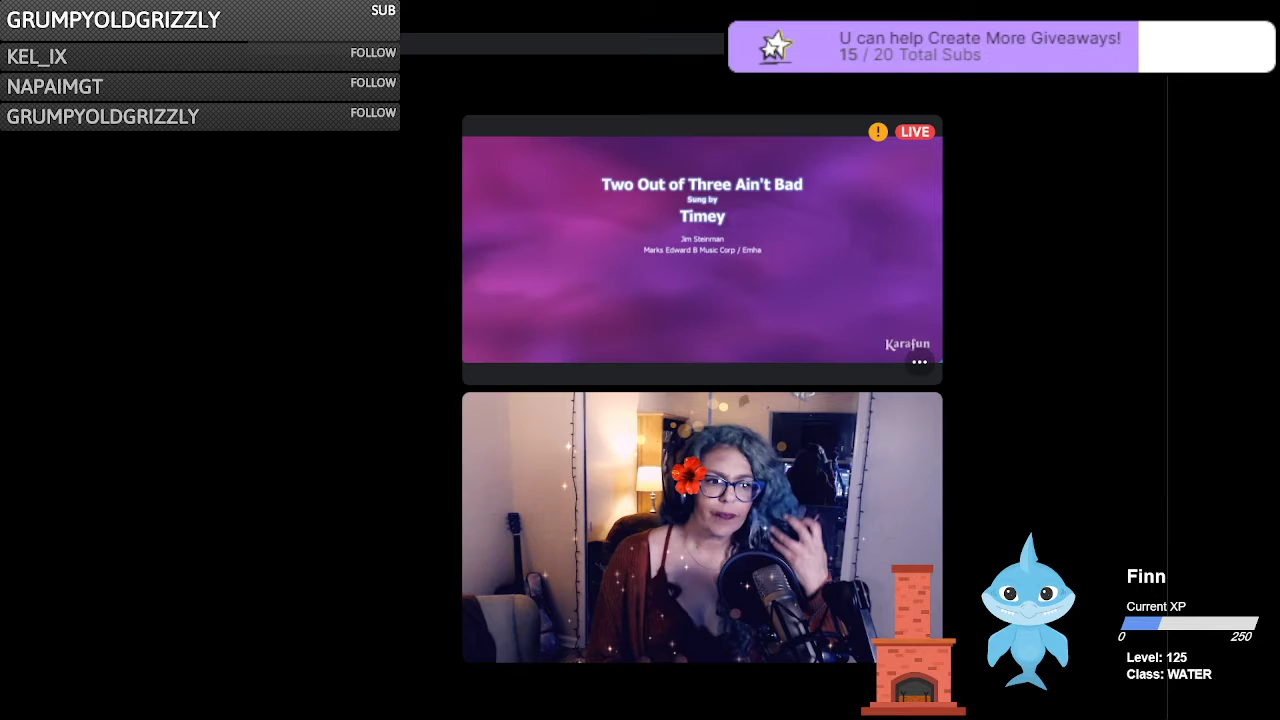 GRUMPYOLDGRIZZLY SUB
KEL_IX FOLLOW
NAPAIMGT FOLLOW
GRUMPYOLDGRIZZLY FOLLOW
U can help Create More Giveaways!
15 / 20 Total Subs
! LIVE
Two Out of Three Ain't Bad
Sung by
Timey
Jim Steinman
Marks Edward B Music Corp / Emha
Karafun
Finn
Current XP
0 250
Level: 125
Class: WATER